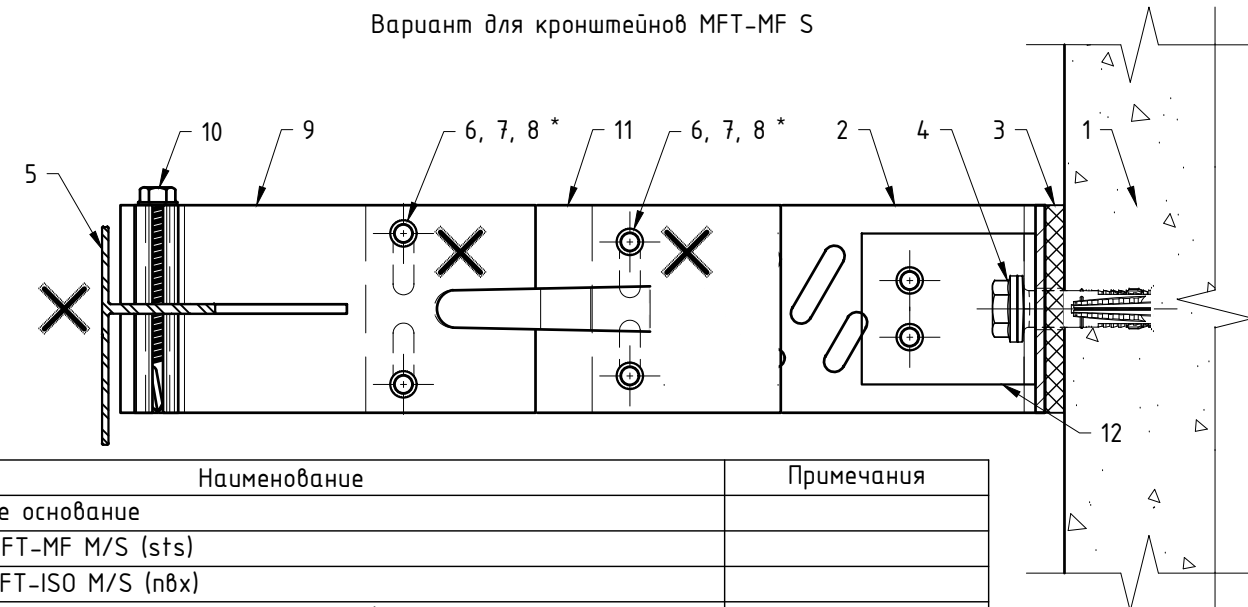 Вариант для кронштейнов MFT-MF S
10
9
6, 7, 8 *
11
6, 7, 8 *
2
4
3
1
5
12
Наименование
Примечания
е основание
FT-MF M/S (sts)
FT-ISO M/S (пвх)